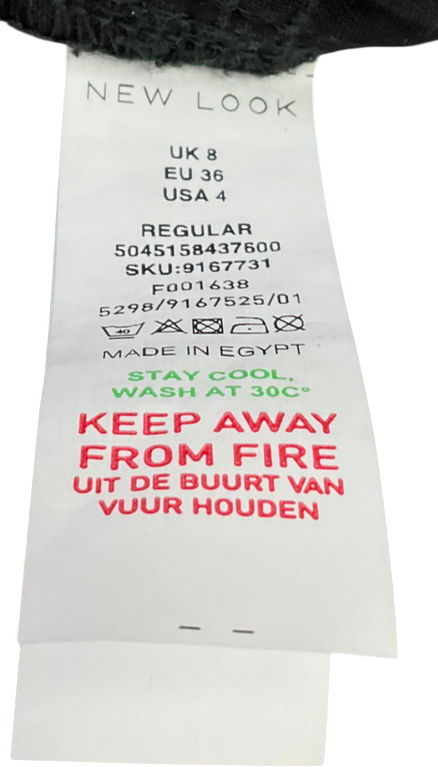 NEW LOOK
UK 8
EU 36
USA 4
REGULAR
5045158437600
SKU:9167731
F001638
5298/9167525/01
40
MADE IN EGYPT
STAY COOL,
WASH AT 30C°
KEEP AWAY
FROM FIRE
UIT DE BUURT VAN
VUUR HOUDEN